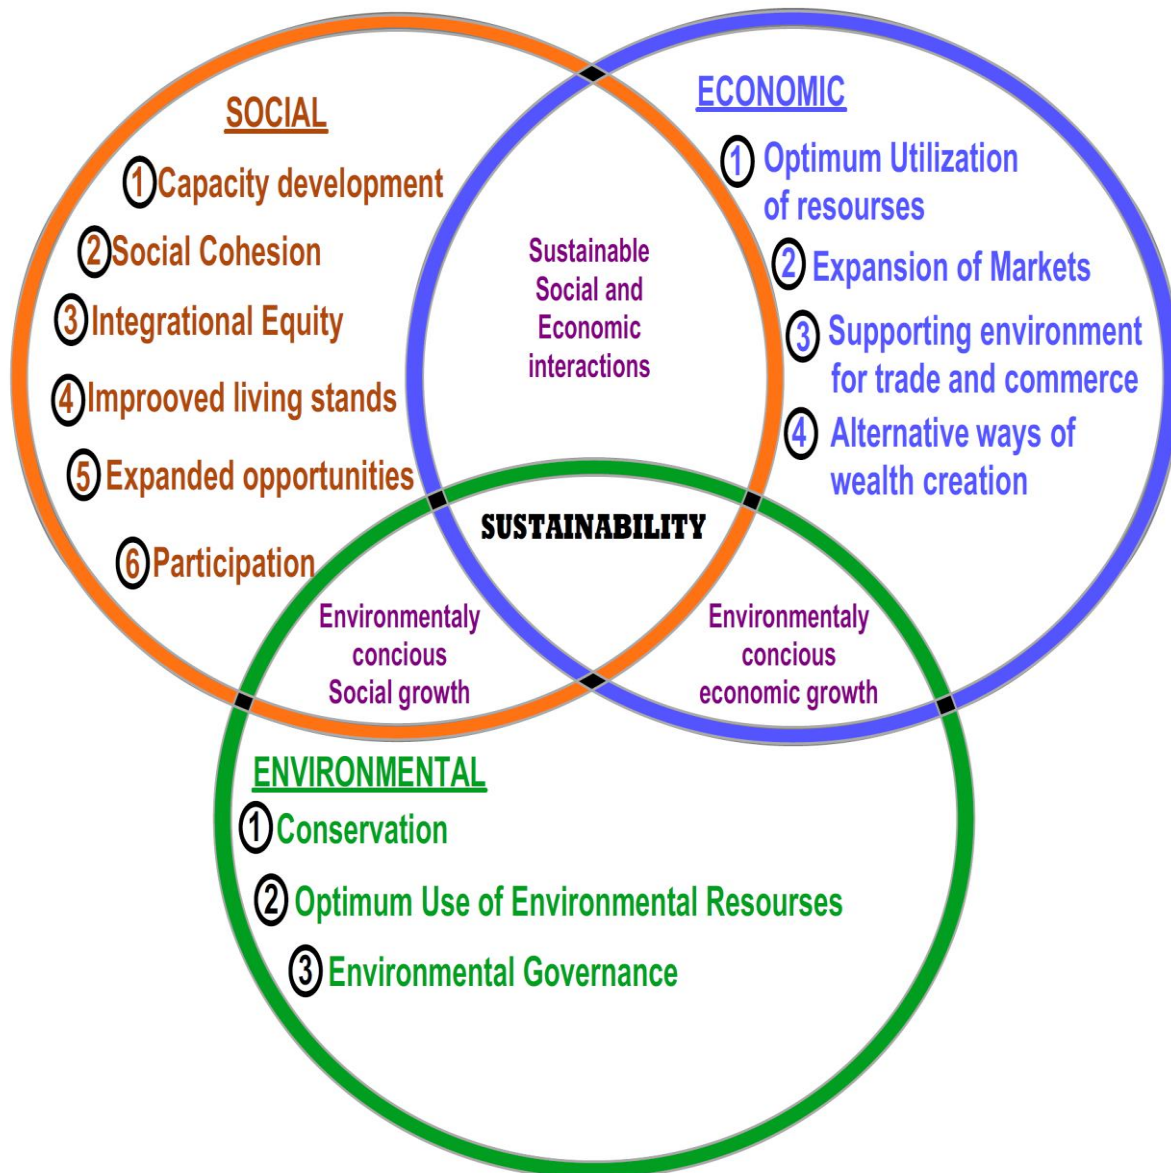 SOCIAL
1 Capacity development
2 Social Cohesion
3 Integrational Equity
4 Improoved living stands
5 Expanded opportunities
6 Participation
ECONOMIC
1 Optimum Utilization
of resourses
2 Expansion of Markets
3 Supporting environment
for trade and commerce
4 Alternative ways of
wealth creation
Sustainable
Social and
Economic
interactions
SUSTAINABILITY
Environmentaly
concious
Social growth
Environmentaly
concious
economic growth
ENVIRONMENTAL
1 Conservation
2 Optimum Use of Environmental Resourses
3 Environmental Governance